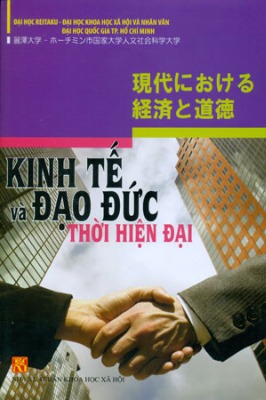 ĐẠI HỌC REITAKU - ĐẠI HỌC KHOA HỌC XÃ HỘI VÀ NHÂN VĂN
ĐẠI HỌC QUỐC GIA TP. HỒ CHÍ MINH
麗澤大学 - ホーチミン市国家大学人文社会科学大学
現代における
経済と道徳
KINH TẾ
và ĐẠO ĐỨC
THỜI HIỆN ĐẠI
NHÀ XUẤT BẢN KHOA HỌC XÃ HỘI